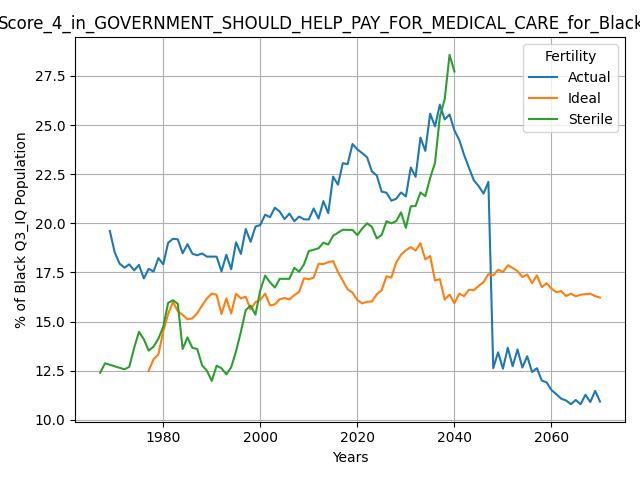 Score_4_in_GOVERNMENT_SHOULD_HELP_PAY_FOR_MEDICAL_CARE_for_Black
Fertility
Actual
Ideal
Sterile
% of Black Q3_IQ Population
27.5
25.0
22.5
20.0
17.5
15.0
12.5
10.0
1980 2000 2020 2040 2060
Years